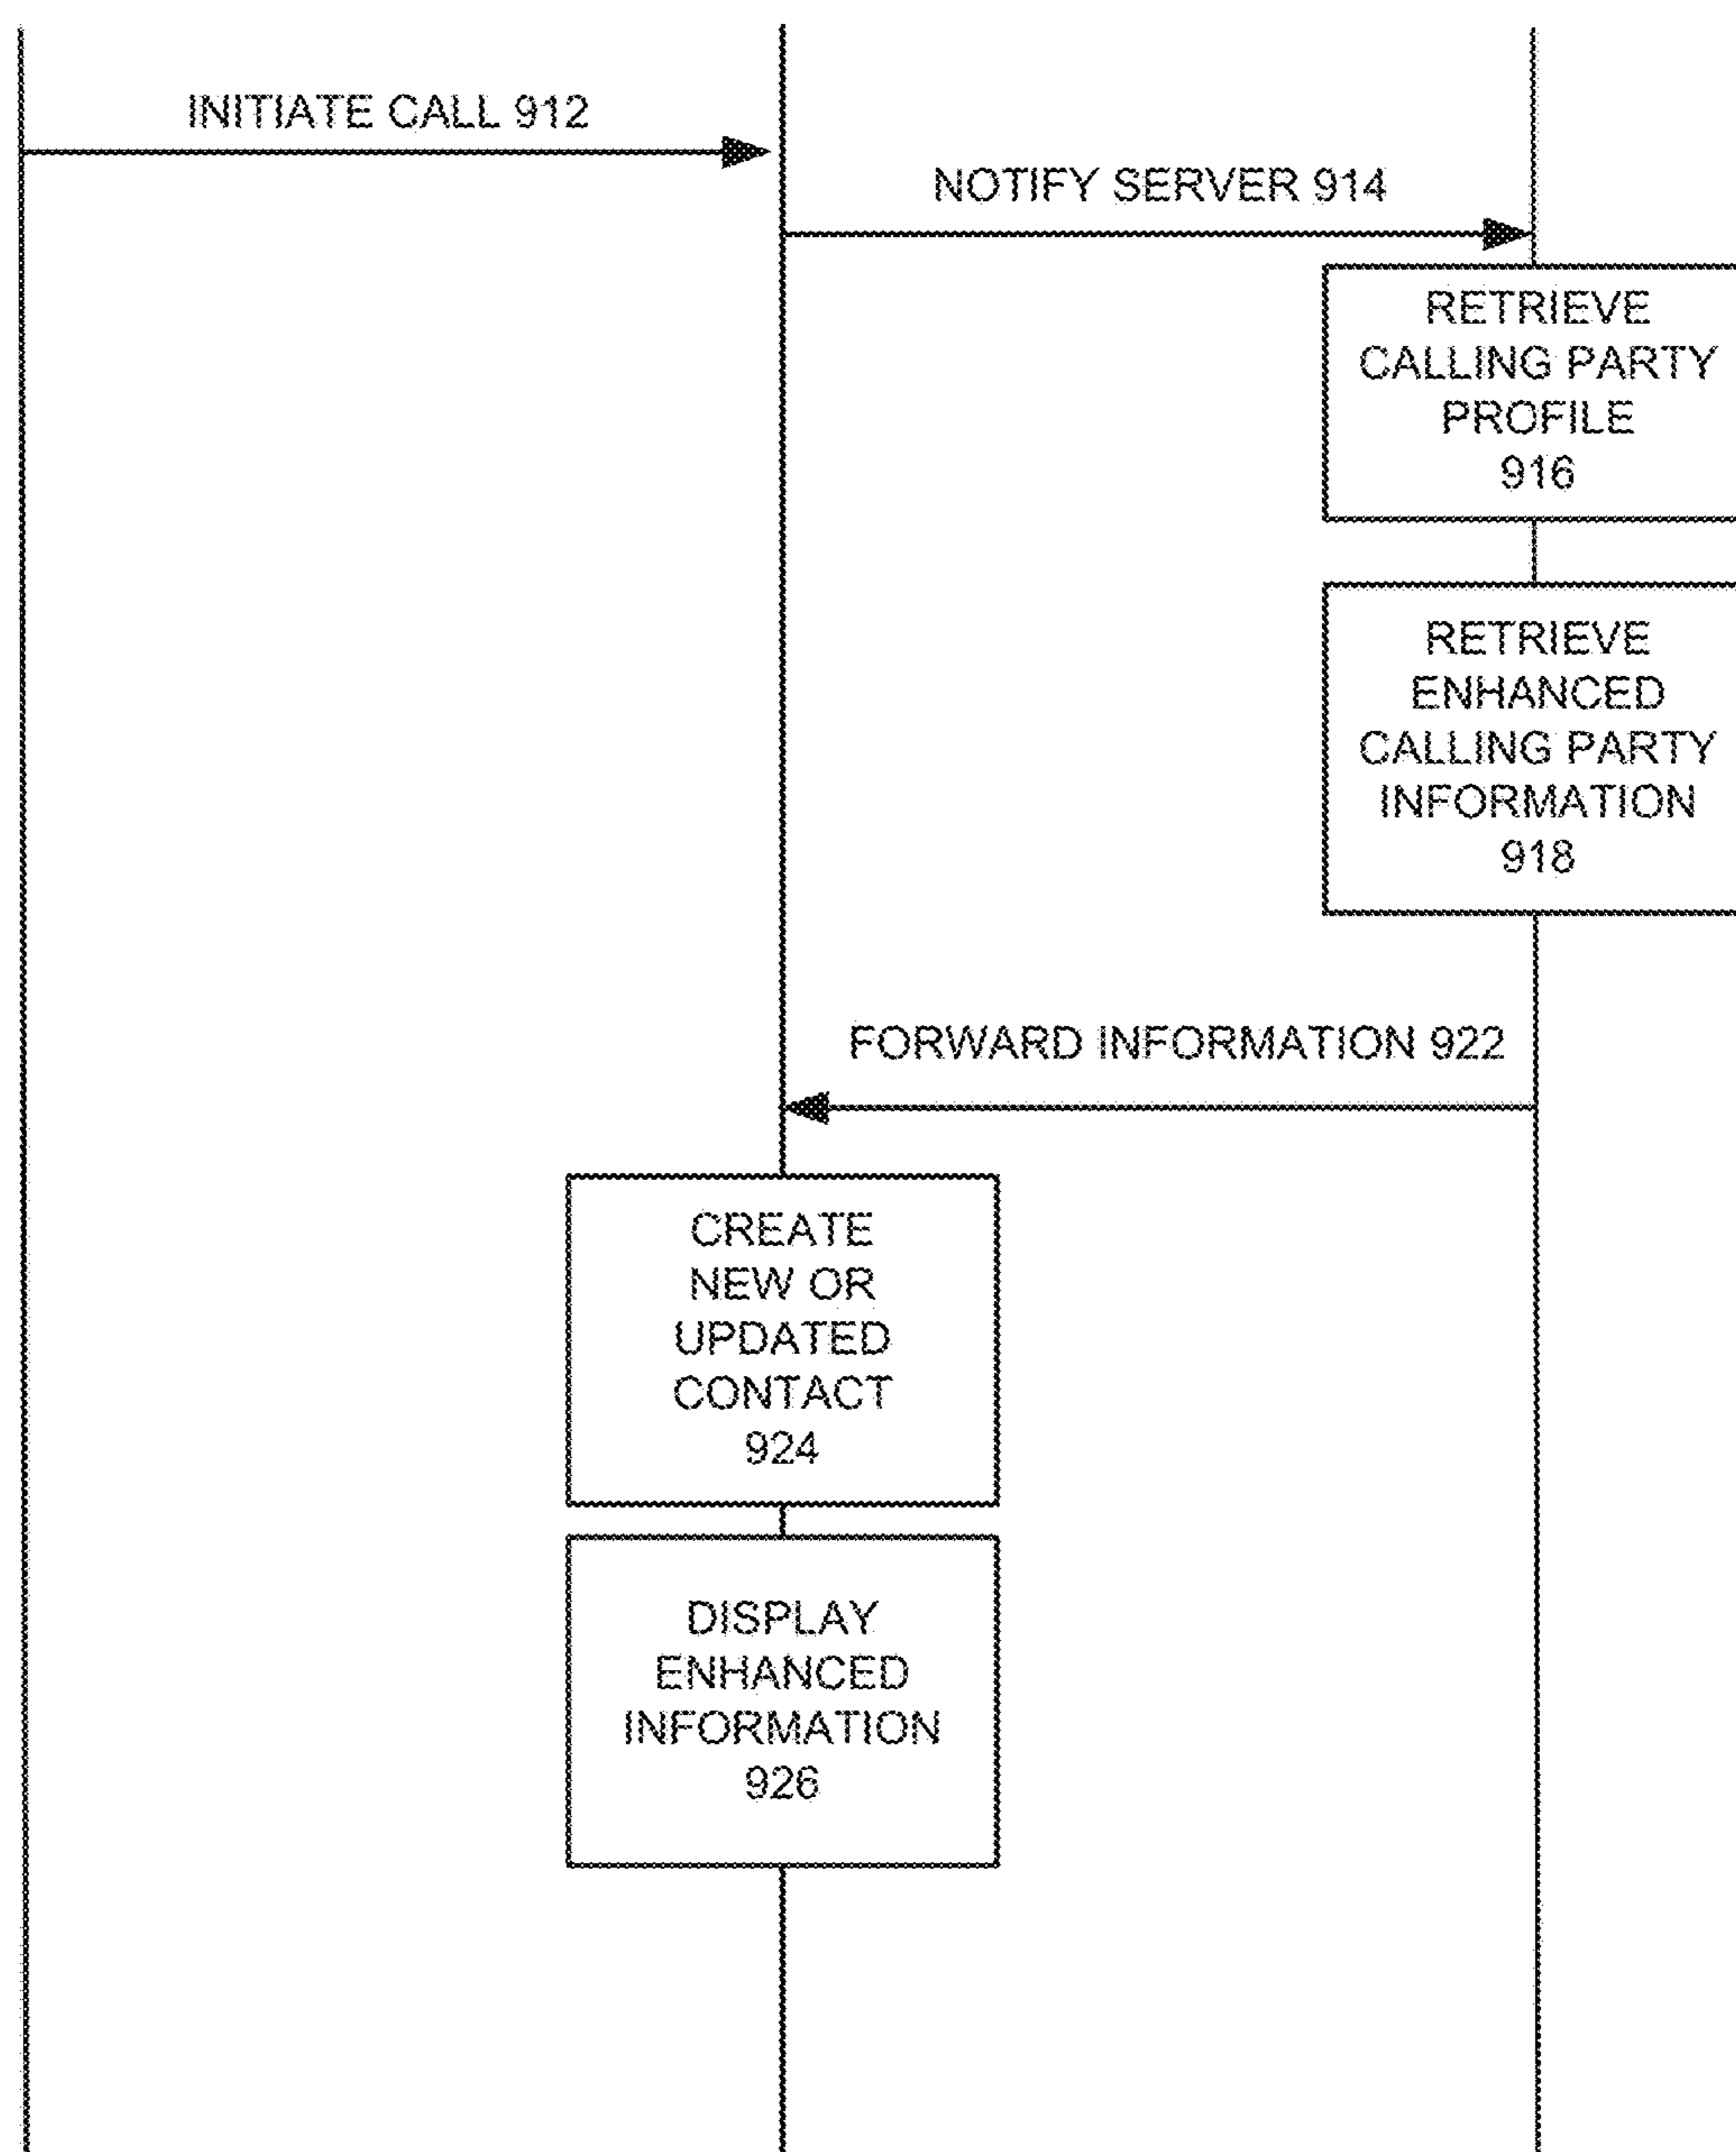 INITIATE CALL 912
NOTIFY SERVER 914
RETRIEVE
CALLING PARTY
PROFILE
916
RETRIEVE
ENHANCED
CALLING PARTY
INFORMATION
918
FORWARD INFORMATION 922
CREATE
NEW OR
UPDATED
CONTACT
924
DISPLAY
ENHANCED
INFORMATION
926